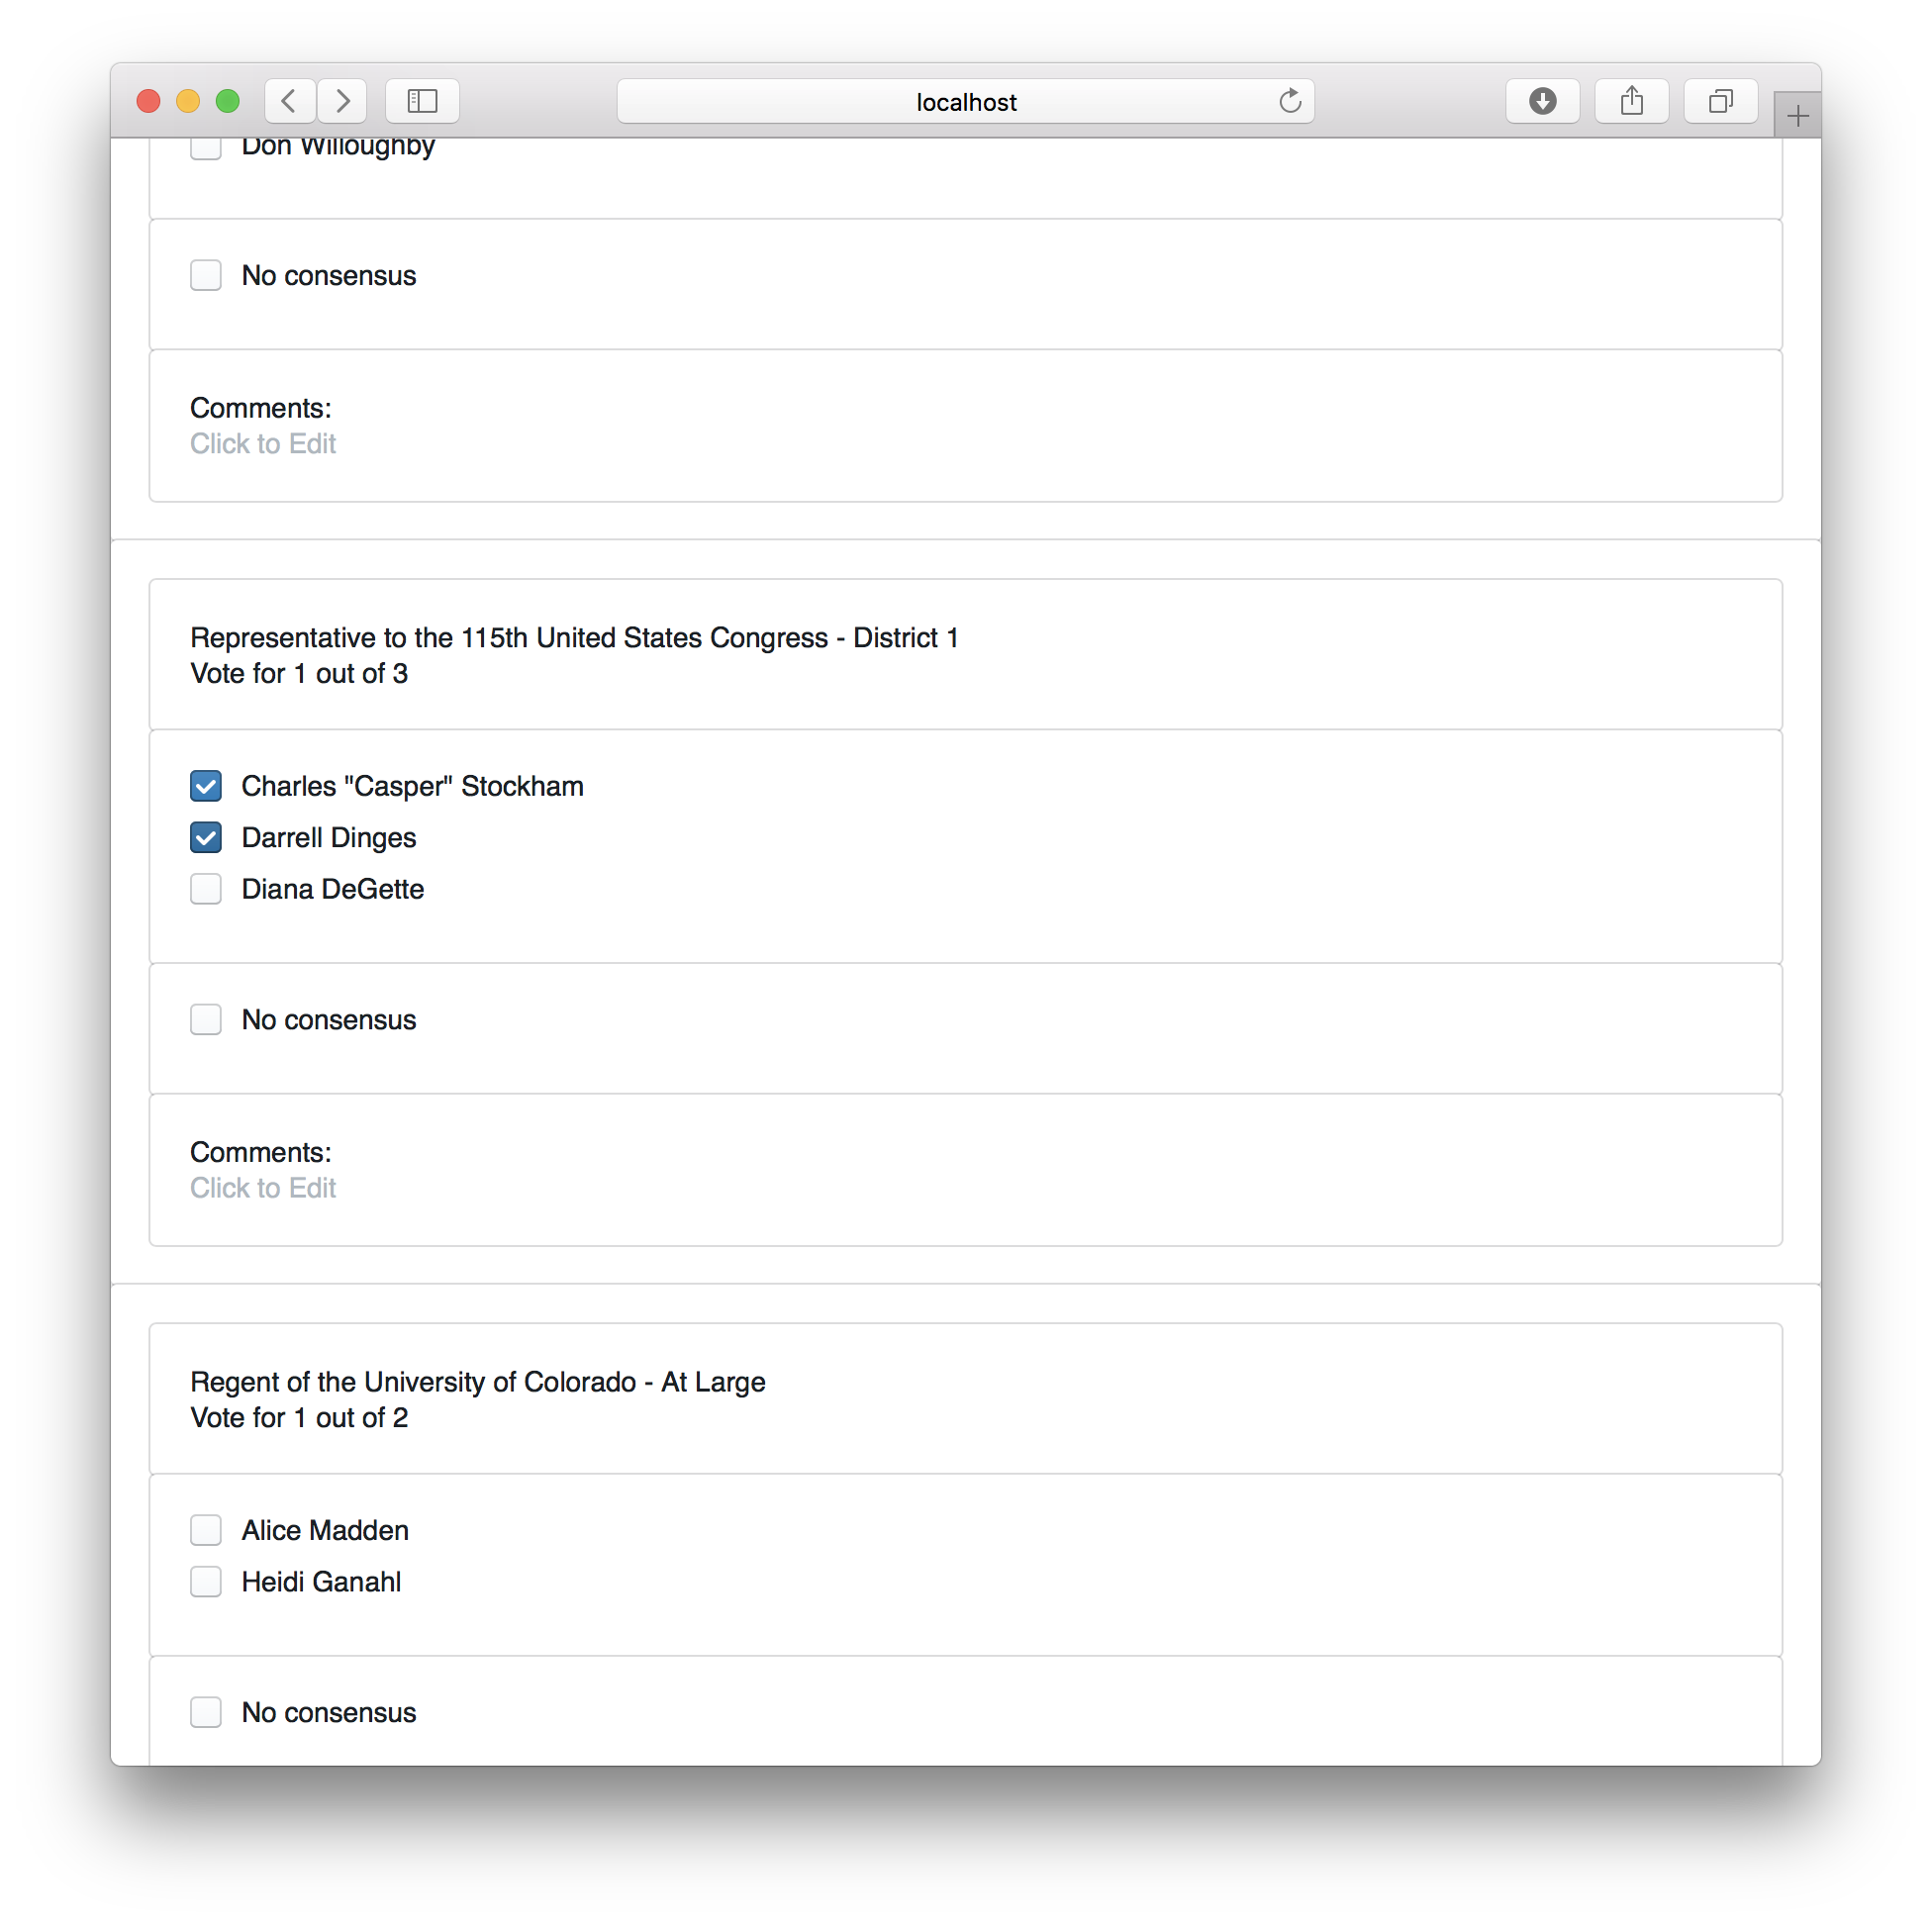 localhost
Don Willoughby
No consensus
Comments:
Click to Edit
Representative to the 115th United States Congress - District 1
Vote for 1 out of 3
Charles "Casper" Stockham
Darrell Dinges
Diana DeGette
No consensus
Comments:
Click to Edit
Regent of the University of Colorado - At Large
Vote for 1 out of 2
Alice Madden
Heidi Ganahl
No consensus